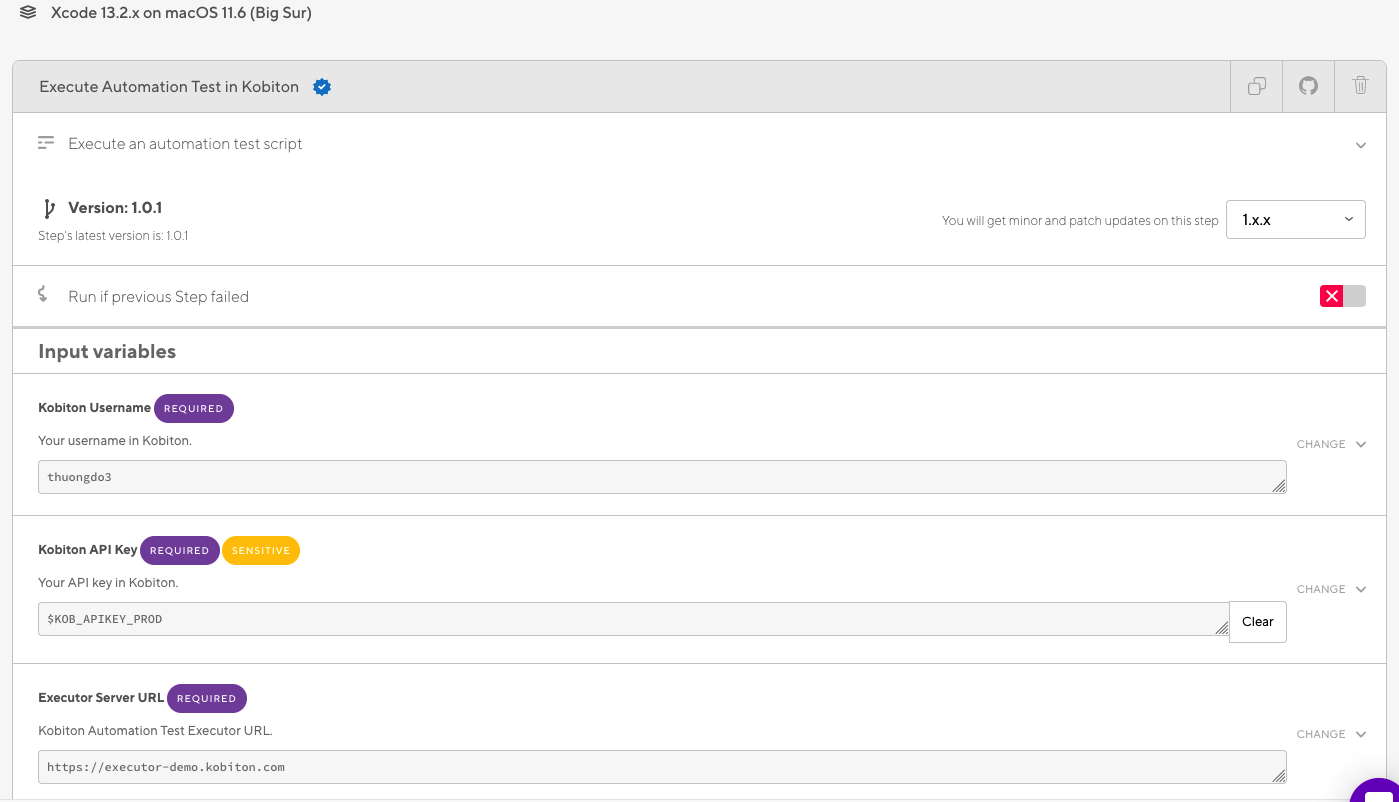 Xcode 13.2.x on macOS 11.6 (Big Sur)
Execute Automation Test in Kobiton
Execute an automation test script
Version: 1.0.1
Step's latest version is: 1.0.1
You will get minor and patch updates on this step
1.x.x
Run if previous Step failed
Input variables
Kobiton Username REQUIRED
Your username in Kobiton.
CHANGE
thuongdo3
Kobiton API Key REQUIRED SENSITIVE
Your API key in Kobiton.
CHANGE
$KOB_APIKEY_PROD
Clear
Executor Server URL REQUIRED
Kobiton Automation Test Executor URL.
CHANGE
https://executor-demo.kobiton.com